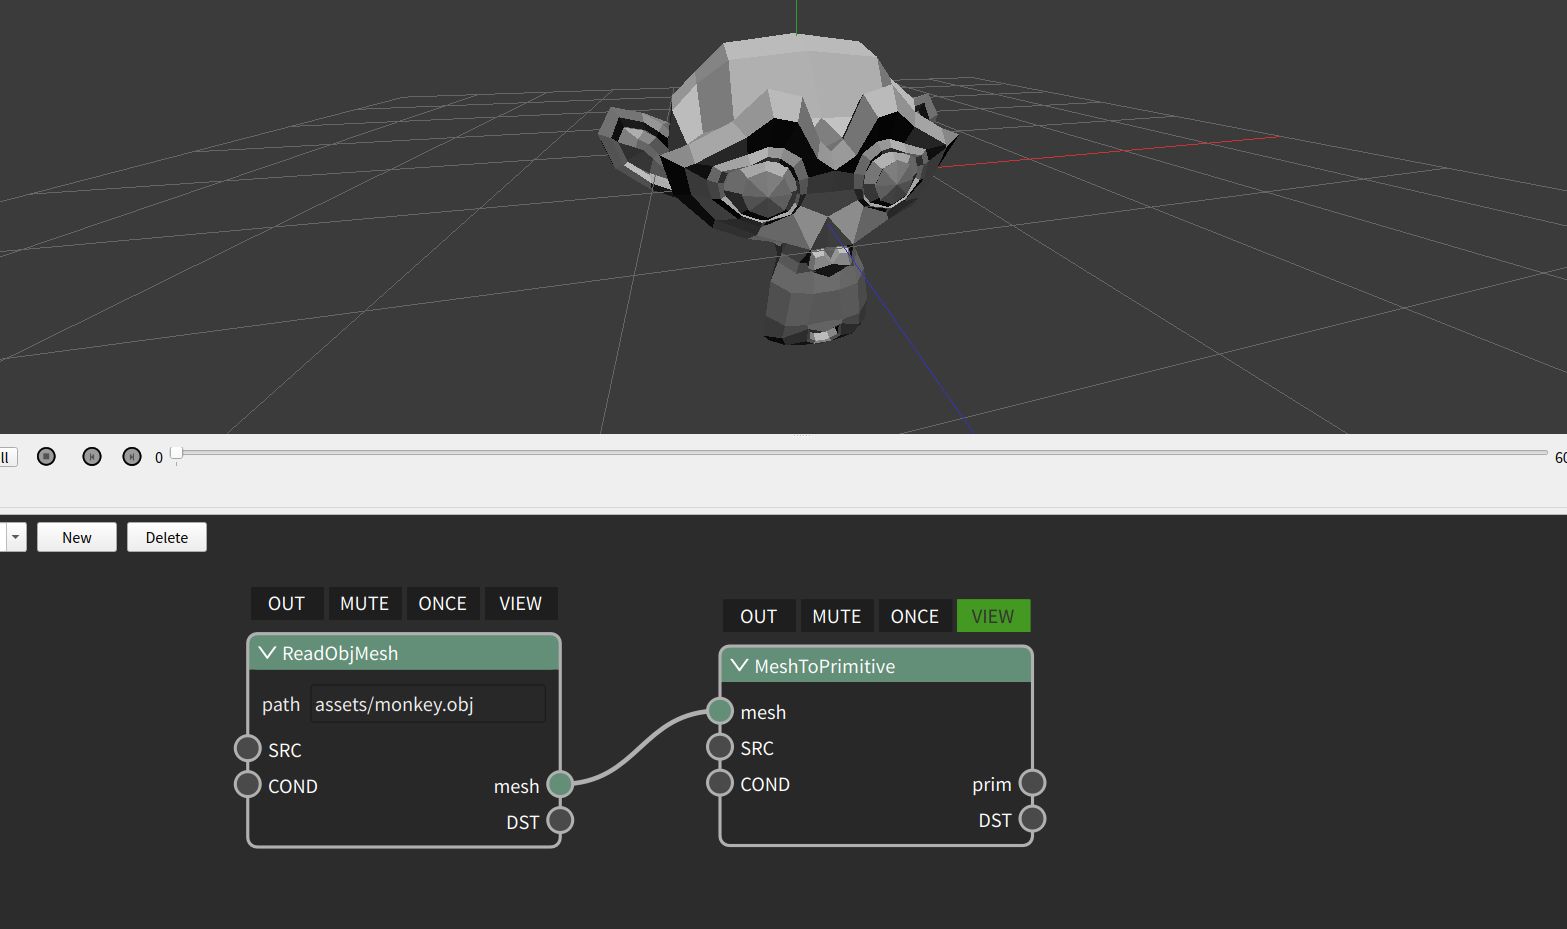 ll
0
60
New
Delete
OUT
MUTE
ONCE
VIEW
ReadObjMesh
path
assets/monkey.obj
SRC
COND
mesh
DST
OUT
MUTE
ONCE
VIEW
MeshToPrimitive
mesh
SRC
COND
prim
DST